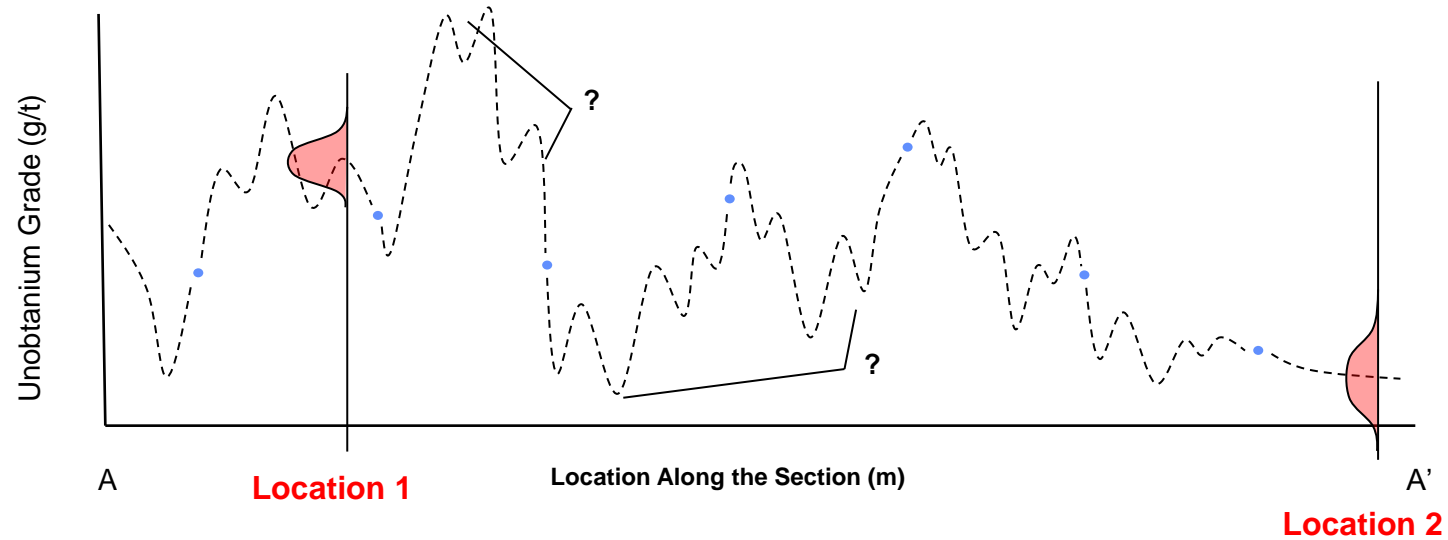 Unobtanium Grade (g/t)
?
?
A
Location 1
Location Along the Section (m)
A’
Location 2